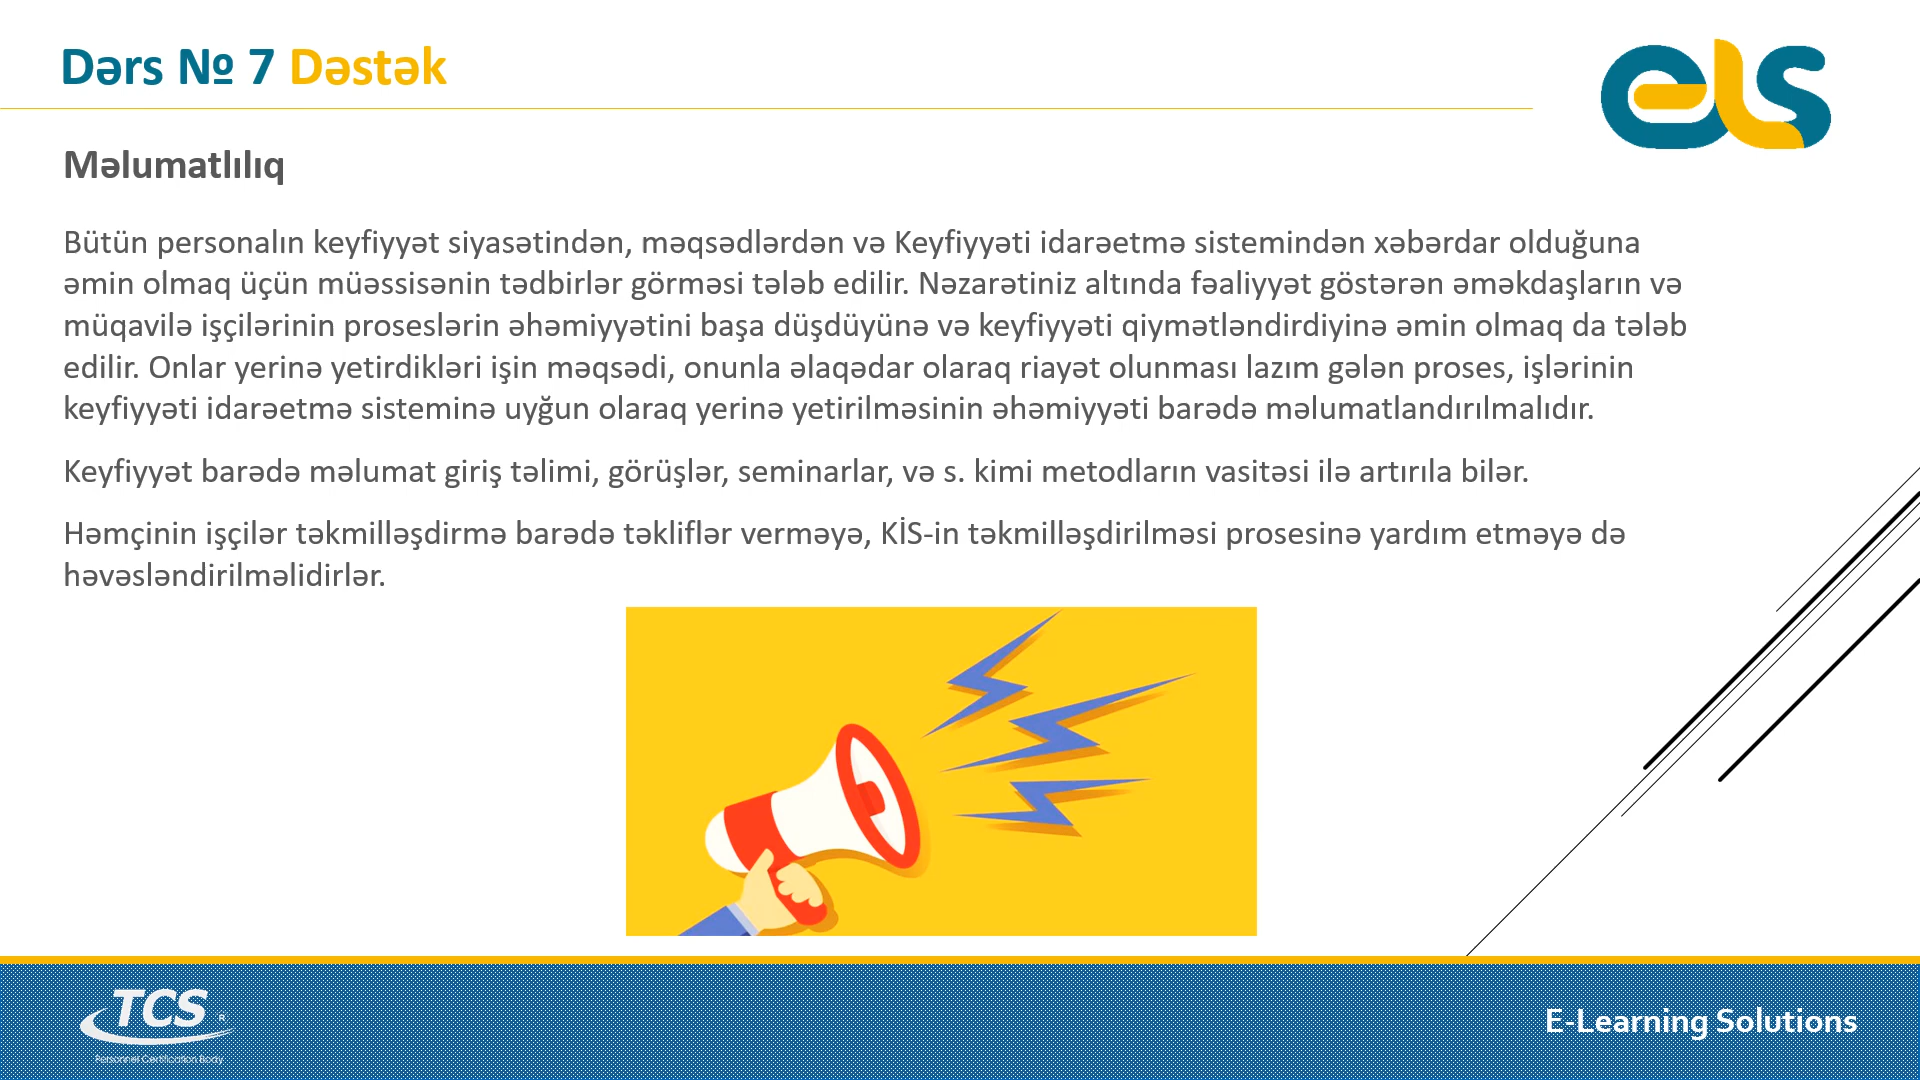 Dərs № 7 Dəstək
els
Məlumatlılıq
Bütün personalın keyfiyyət siyasətindən, məqsədlərdən və Keyfiyyəti idarəetmə sistemindən xəbərdar olduğuna
əmin olmaq üçün müəssisənin tədbirlər görməsi tələb edilir. Nəzarətiniz altında fəaliyyət göstərən əməkdaşların və
müqavilə işçilərinin proseslərin əhəmiyyətini başa düşdüyünə və keyfiyyəti qiymətləndirdiyinə əmin olmaq da tələb
edilir. Onlar yerinə yetirdikləri işin məqsədi, onunla əlaqədar olaraq riayət olunması lazım gələn proses, işlərinin
keyfiyyəti idarəetmə sisteminə uyğun olaraq yerinə yetirilməsinin əhəmiyyəti barədə məlumatlandırılmalıdır.
Keyfiyyət barədə məlumat giriş təlimi, görüşlər, seminarlar, və s. kimi metodların vasitəsi ilə artırıla bilər.
Həmçinin işçilər təkmilləşdirmə barədə təkliflər verməyə, KİS-in təkmilləşdirilməsi prosesinə yardım etməyə də
həvəsləndirilməlidirlər.
TCS ®
Personnel Certification Body
E-Learning Solutions